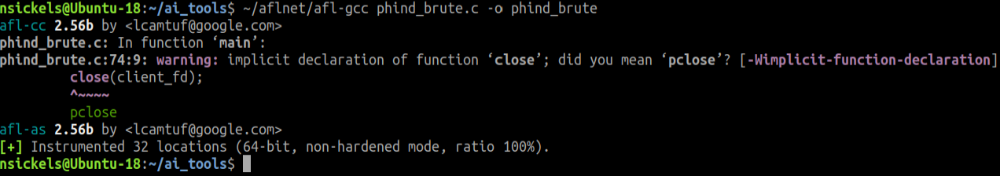 nsickels@Ubuntu-18:~/ai_tools$ ~/aflnet/afl-gcc phind_brute.c -o phind_brute
afl-cc 2.56b by <lcamtuf@google.com>
phind_brute.c: In function ‘main’:
phind_brute.c:74:9: warning: implicit declaration of function ‘close’; did you mean ‘pclose’? [-Wimplicit-function-declaration]
         close(client_fd);
         ^~~~~
         pclose
afl-as 2.56b by <lcamtuf@google.com>
[+] Instrumented 32 locations (64-bit, non-hardened mode, ratio 100%).
nsickels@Ubuntu-18:~/ai_tools$